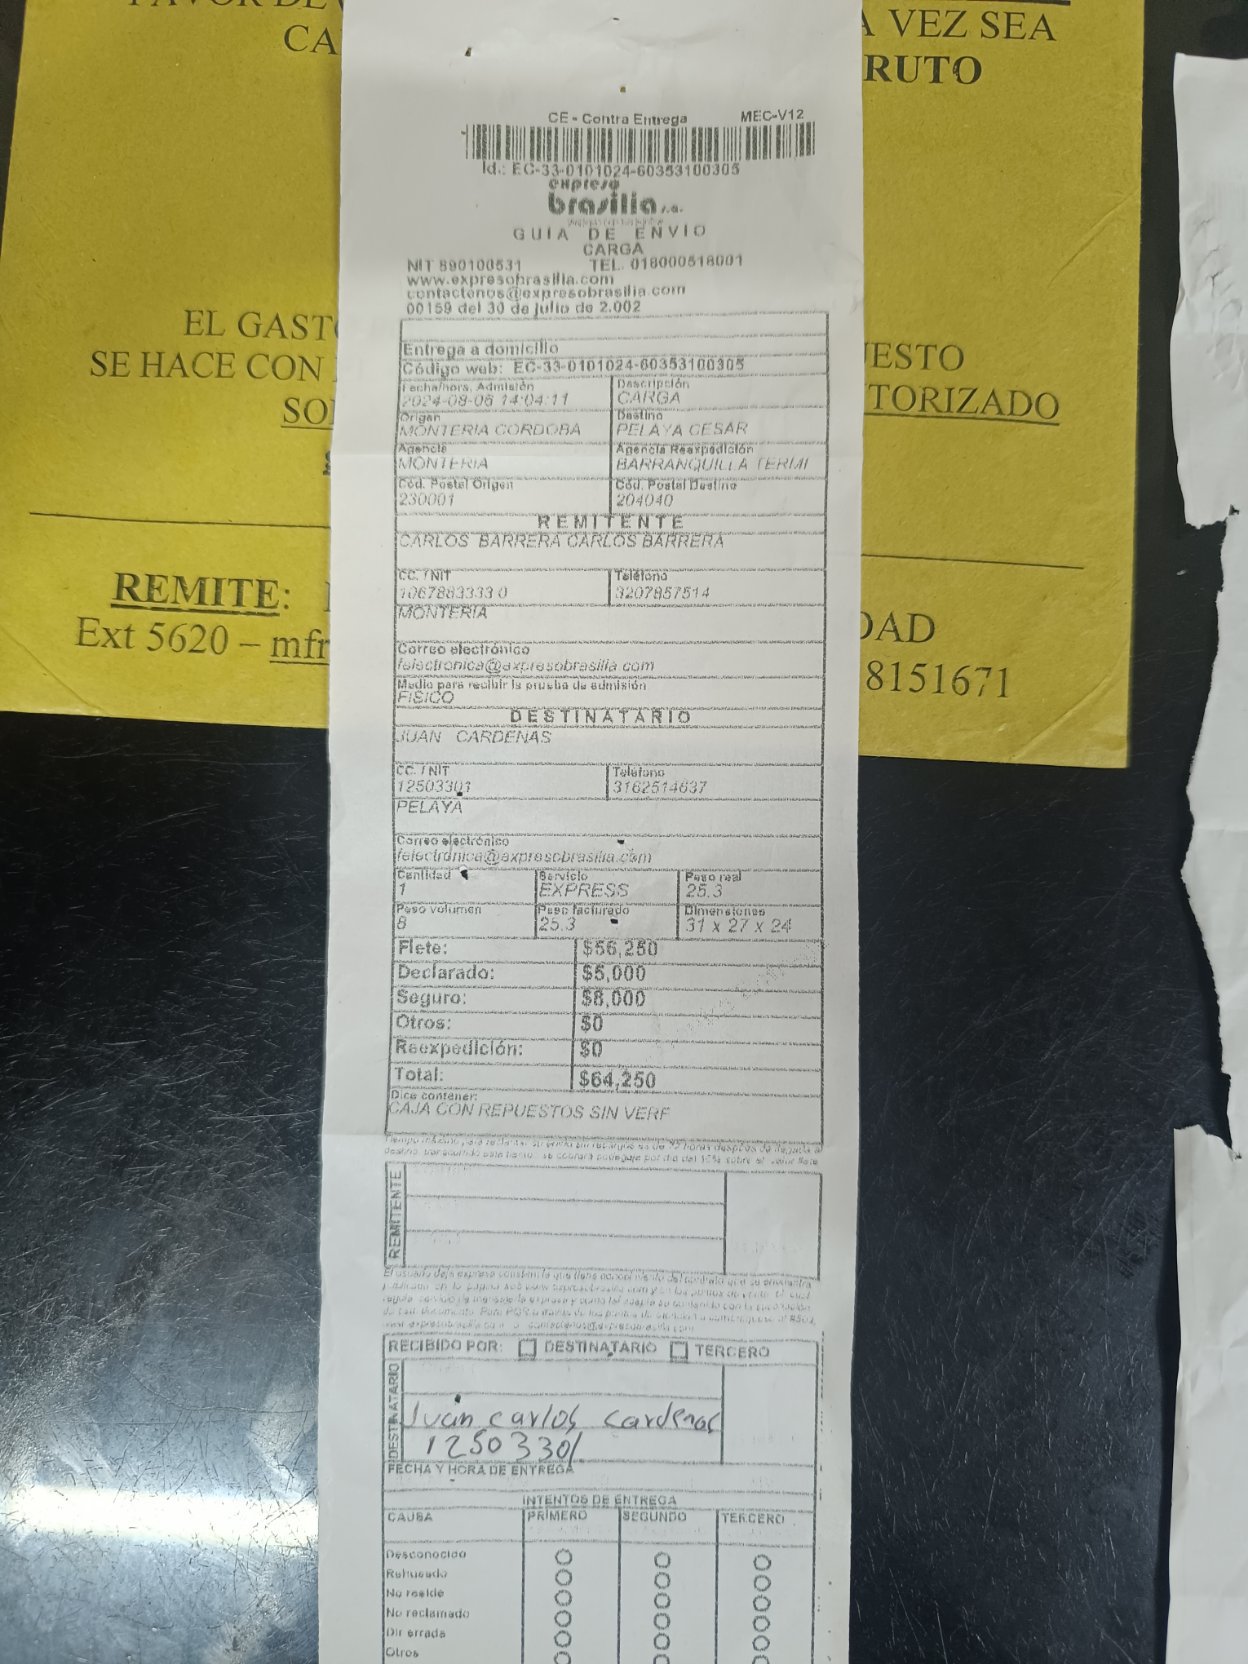 CA
A VEZ SEA
RUTO
CE - Contra Entrega MEC-V12
Id.: EC-33-0101024-60353100305
expreso
brasilia s.a.
GUIA DE ENVIO
CARGA
NIT 890100531 TEL. 018000518001
www.expresobrasilia.com
contactenos@expresobrasilia.com
00159 del 30 de julio de 2.002
EL GASTO
SE HACE CON
SO
ESTO
TORIZADO
Entrega a domicilio
Código web: EC-33-0101024-60353100305
Fecha/hora. Admisión Descripción
2024-08-06 14:04:11 CARGA
Origen Destino
MONTERIA CORDOBA PELAYA CESAR
Agencia Agencia Reexpedición
MONTERIA BARRANQUILLA TERMI
Cód. Postal Origen Cód. Postal Destino
230001 204040
REMITENTE
CARLOS BARRERA CARLOS BARRERA
CC. / NIT Teléfono
1067883333 0 3207857514
MONTERIA
Correo electrónico
felectronica@expresobrasilia.com
Medio para recibir la prueba de admisión
FISICO
REMITE:
Ext 5620 – mfr
DAD
8151671
DESTINATARIO
JUAN CARDENAS
CC. / NIT Teléfono
12503301 3162514637
PELAYA
Correo electrónico
felectronica@expresobrasilia.com
Cantidad Servicio Peso real
1 EXPRESS 25.3
Peso volumen Peso facturado Dimensiones
8 25.3 31 x 27 x 24
Flete: $56,250
Declarado: $5,000
Seguro: $8,000
Otros: $0
Reexpedición: $0
Total: $64,250
Dice contener:
CAJA CON REPUESTOS SIN VERF
REMITENTE
RECIBIDO POR: DESTINATARIO TERCERO
DESTINATARIO
Juan carlos cardenas
12503301
FECHA Y HORA DE ENTREGA
INTENTOS DE ENTREGA
CAUSA PRIMERO SEGUNDO TERCERO
Desconocido
Rehusado
No reside
No reclamado
Dir errada
Otros